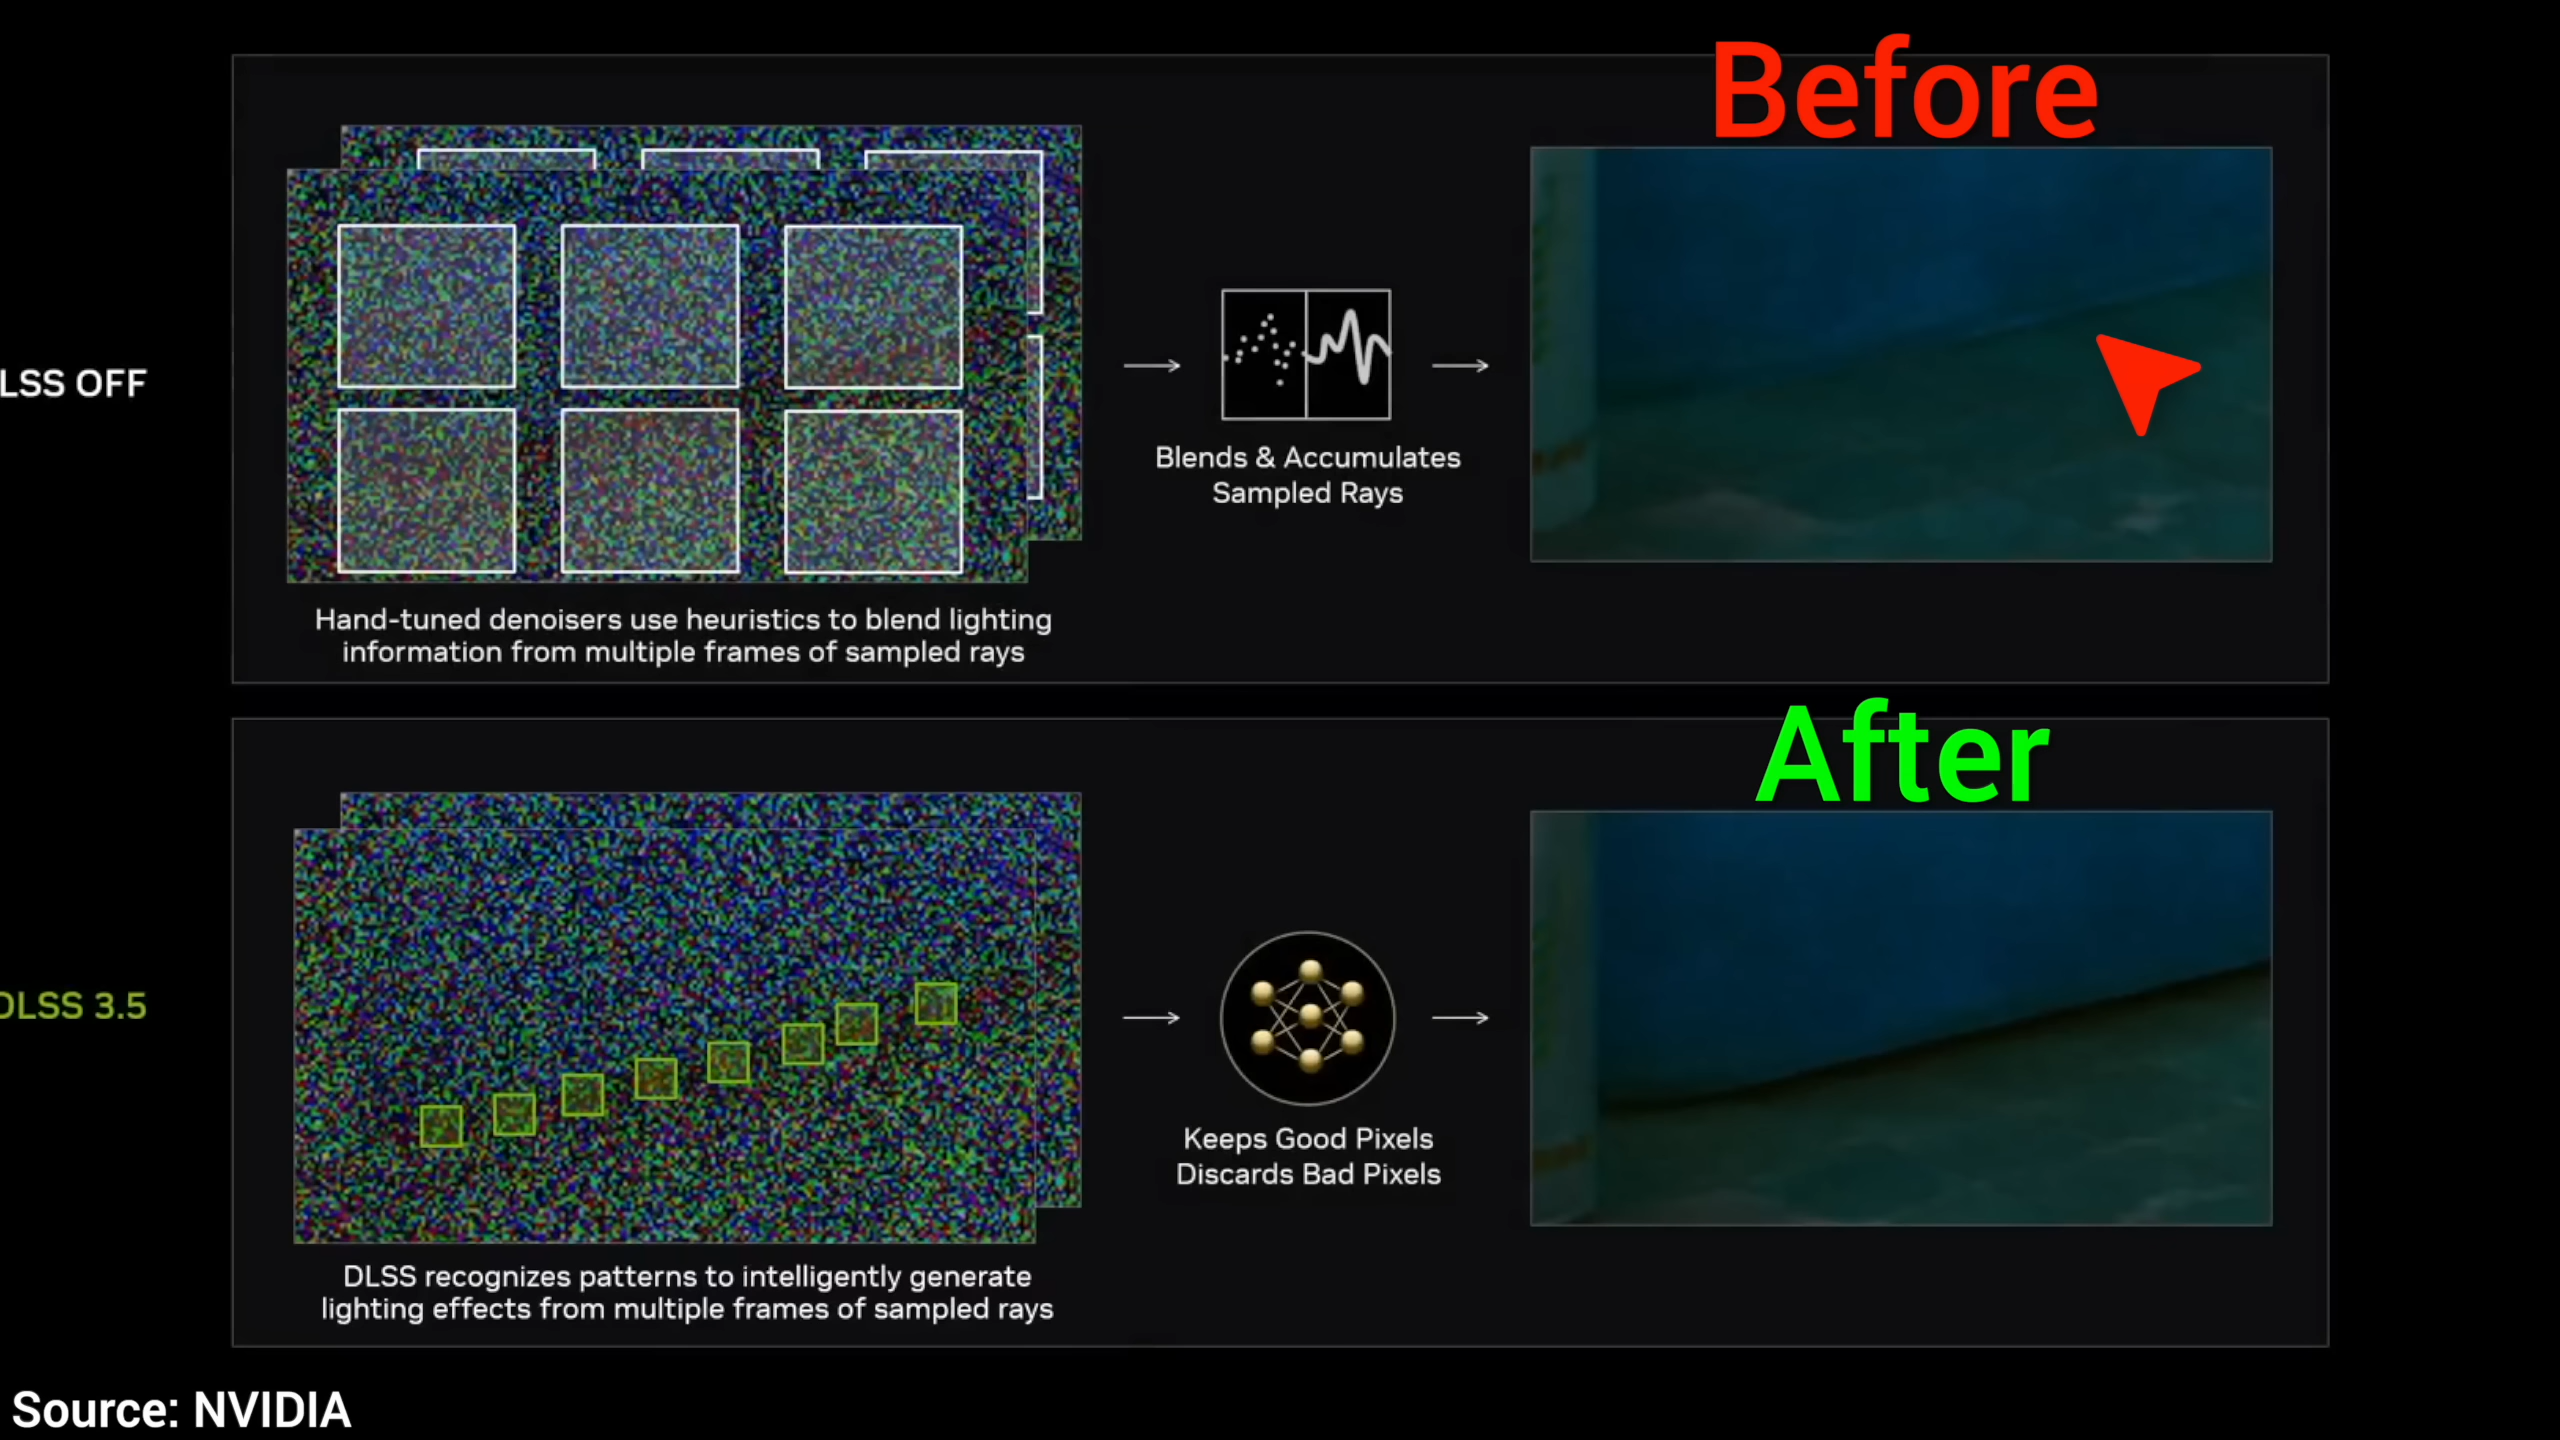 Before
LSS OFF
Blends & Accumulates
Sampled Rays
Hand-tuned denoisers use heuristics to blend lighting
information from multiple frames of sampled rays
After
DLSS 3.5
Keeps Good Pixels
Discards Bad Pixels
DLSS recognizes patterns to intelligently generate
lighting effects from multiple frames of sampled rays
Source: NVIDIA